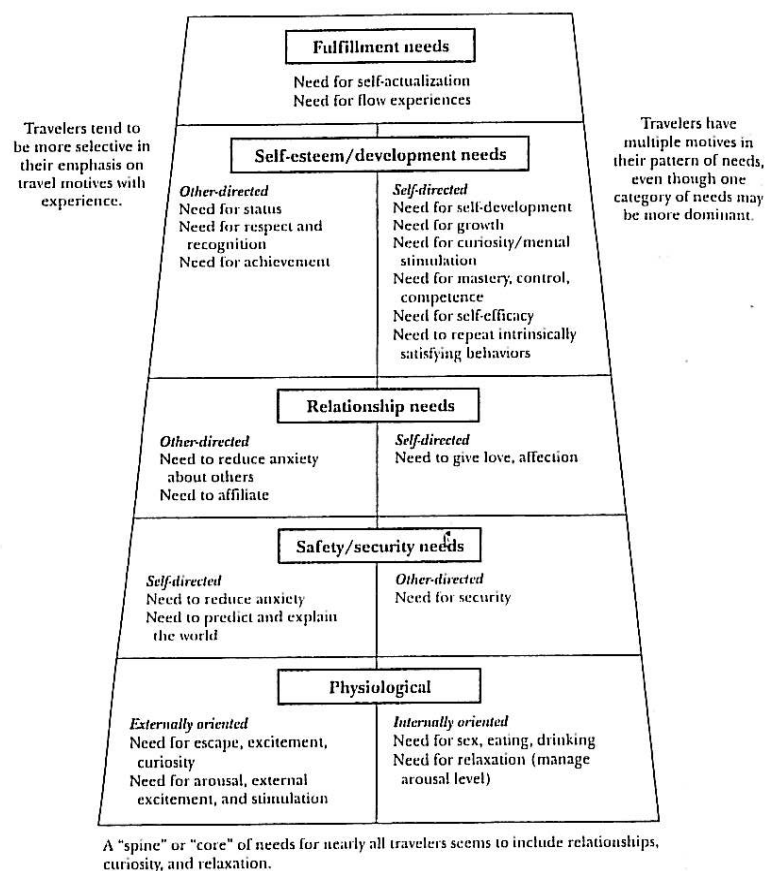 Fulfillment needs
Need for self-actualization
Need for flow experiences
Travelers tend to
be more selective in
their emphasis on
travel motives with
experience.
Travelers have
multiple motives in
their pattern of needs,
even though one
category of needs may
be more dominant.
Self-esteem/development needs
Other-directed
Need for status
Need for respect and
recognition
Need for achievement
Self-directed
Need for self-development
Need for growth
Need for curiosity/mental
stimulation
Need for mastery, control,
competence
Need for self-efficacy
Need to repeat intrinsically
satisfying behaviors
Relationship needs
Other-directed
Need to reduce anxiety
about others
Need to affiliate
Self-directed
Need to give love, affection
Safety/security needs
Self-directed
Need to reduce anxiety
Need to predict and explain
the world
Other-directed
Need for security
Physiological
Externally oriented
Need for escape, excitement,
curiosity
Need for arousal, external
excitement, and stimulation
Internally oriented
Need for sex, eating, drinking
Need for relaxation (manage
arousal level)
A "spine" or "core" of needs for nearly all travelers seems to include relationships,
curiosity, and relaxation.